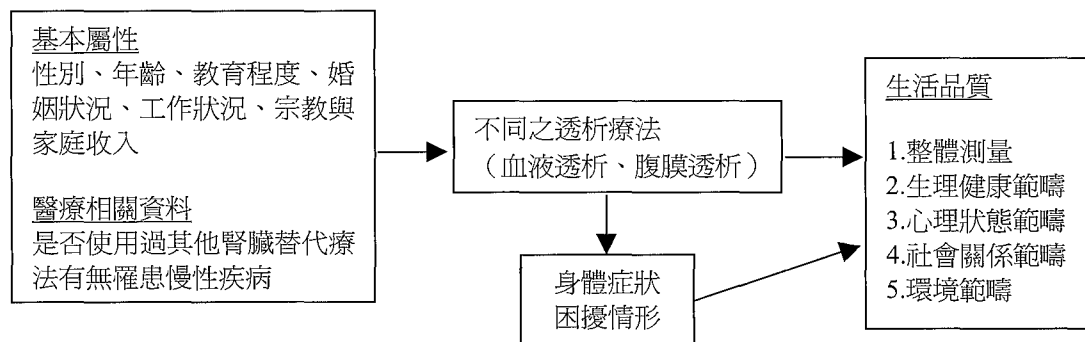 基本屬性
性別、年齡、教育程度、婚
姻狀況、工作狀況、宗教與
家庭收入
醫療相關資料
是否使用過其他腎臟替代療
法有無罹患慢性疾病
不同之透析療法
（血液透析、腹膜透析）
身體症狀
困擾情形
生活品質
1.整體測量
2.生理健康範疇
3.心理狀態範疇
4.社會關係範疇
5.環境範疇